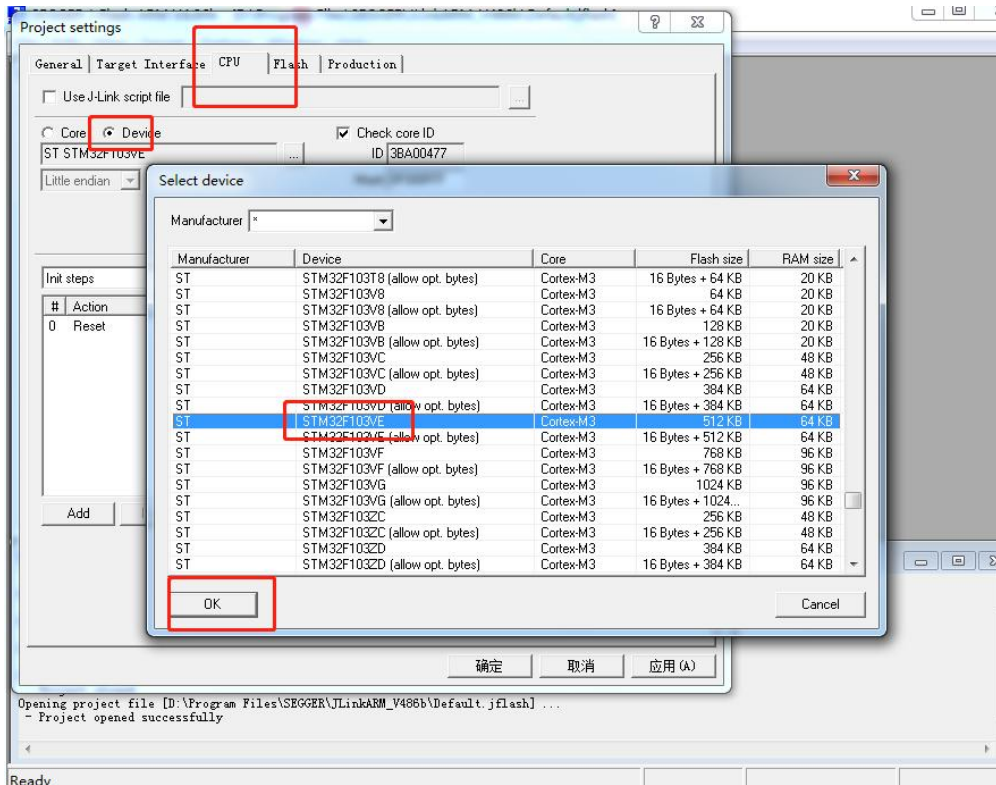 Project settings
General Target Interface CPU Flash Production
Use J-Link script file ...
Core Device Check core ID
ST STM32F103VE ... ID 3BA00477
Little endian
Select device
Manufacturer *
Manufacturer Device Core Flash size RAM size
ST STM32F103T8 (allow opt. bytes) Cortex-M3 16 Bytes + 64 KB 20 KB
ST STM32F103V8 Cortex-M3 64 KB 20 KB
ST STM32F103V8 (allow opt. bytes) Cortex-M3 16 Bytes + 64 KB 20 KB
ST STM32F103VB Cortex-M3 128 KB 20 KB
ST STM32F103VB (allow opt. bytes) Cortex-M3 16 Bytes + 128 KB 20 KB
ST STM32F103VC Cortex-M3 256 KB 48 KB
ST STM32F103VC (allow opt. bytes) Cortex-M3 16 Bytes + 256 KB 48 KB
ST STM32F103VD Cortex-M3 384 KB 64 KB
ST STM32F103VD (allow opt. bytes) Cortex-M3 16 Bytes + 384 KB 64 KB
ST STM32F103VE Cortex-M3 512 KB 64 KB
ST STM32F103VE (allow opt. bytes) Cortex-M3 16 Bytes + 512 KB 64 KB
ST STM32F103VF Cortex-M3 768 KB 96 KB
ST STM32F103VF (allow opt. bytes) Cortex-M3 16 Bytes + 768 KB 96 KB
ST STM32F103VG Cortex-M3 1024 KB 96 KB
ST STM32F103VG (allow opt. bytes) Cortex-M3 16 Bytes + 1024... 96 KB
ST STM32F103ZC Cortex-M3 256 KB 48 KB
ST STM32F103ZC (allow opt. bytes) Cortex-M3 16 Bytes + 256 KB 48 KB
ST STM32F103ZD Cortex-M3 384 KB 64 KB
ST STM32F103ZD (allow opt. bytes) Cortex-M3 16 Bytes + 384 KB 64 KB
OK Cancel
Init steps
# Action
0 Reset
Add
确定 取消 应用(A)
Opening project file [D:\Program Files\SEGGER\JLinkARM_V486b\Default.jflash] ...
- Project opened successfully
Ready